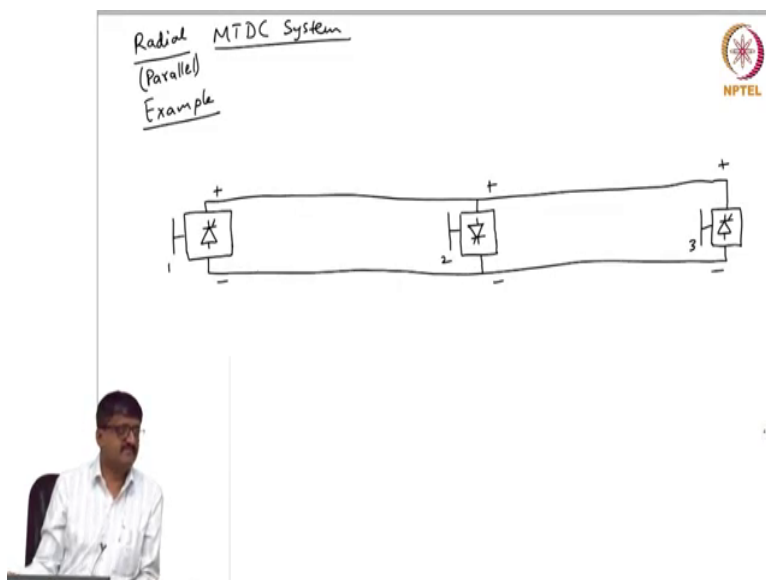 Radial MTDC System
(Parallel)
Example
NPTEL
+ + +
1 2 3
- - -